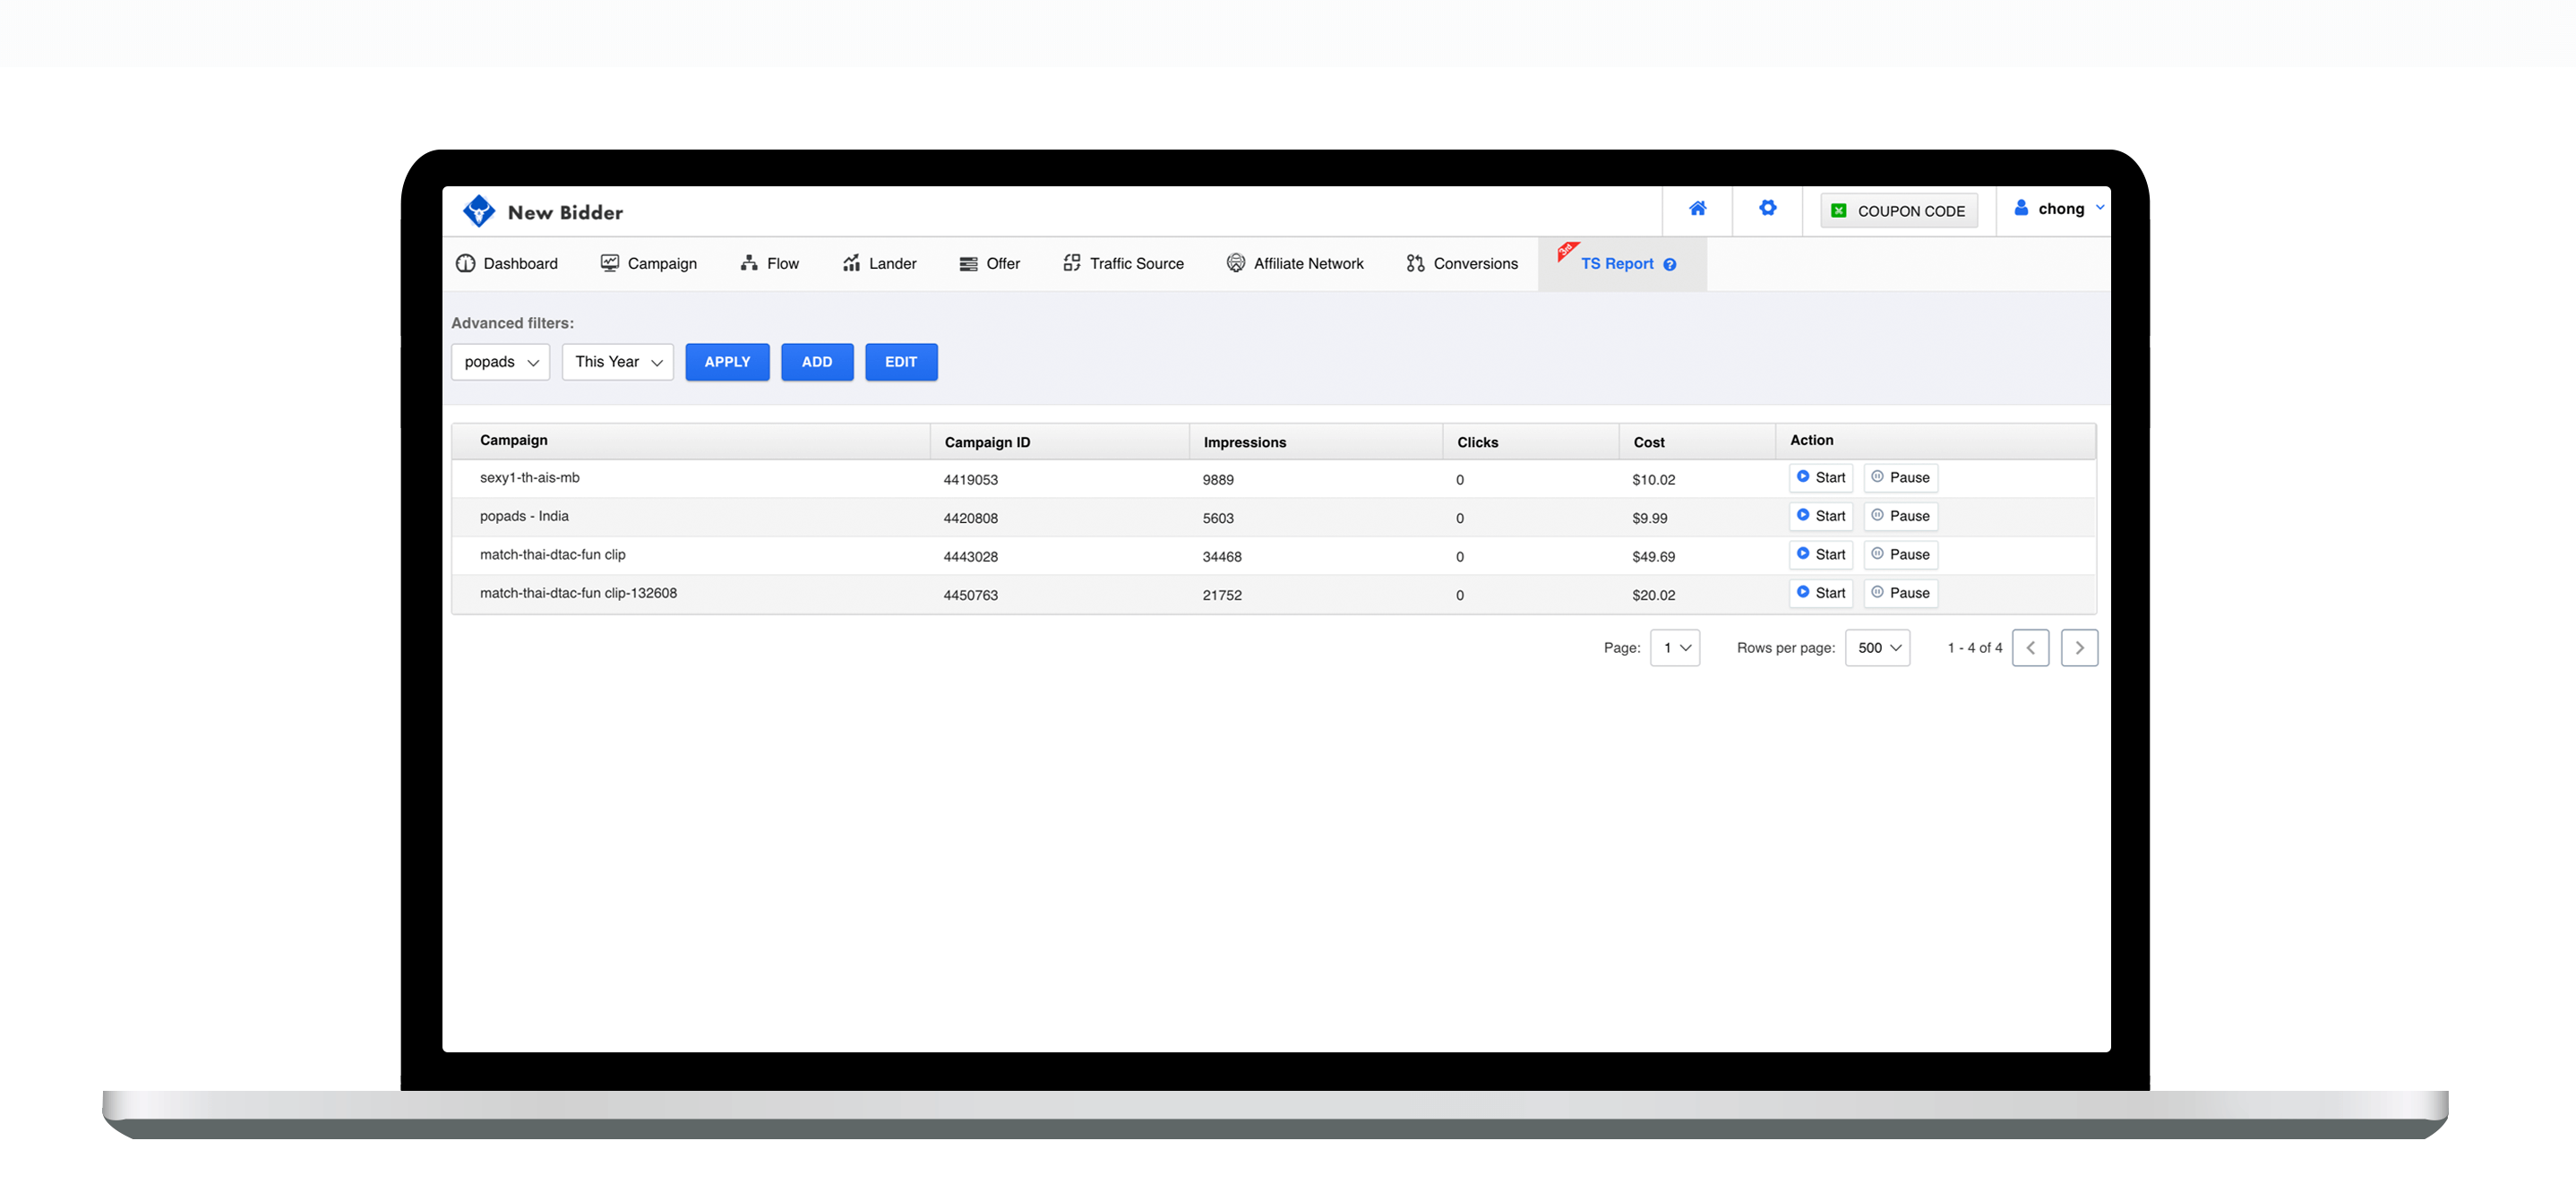 New Bidder
COUPON CODE
chong
Dashboard Campaign Flow Lander Offer Traffic Source Affiliate Network Conversions TS Report
Advanced filters:
popads This Year APPLY ADD EDIT
Campaign Campaign ID Impressions Clicks Cost Action
sexy1-th-ais-mb 4419053 9889 0 $10.02 Start Pause
popads - India 4420808 5603 0 $9.99 Start Pause
match-thai-dtac-fun clip 4443028 34468 0 $49.69 Start Pause
match-thai-dtac-fun clip-132608 4450763 21752 0 $20.02 Start Pause
Page: 1 Rows per page: 500 1 - 4 of 4